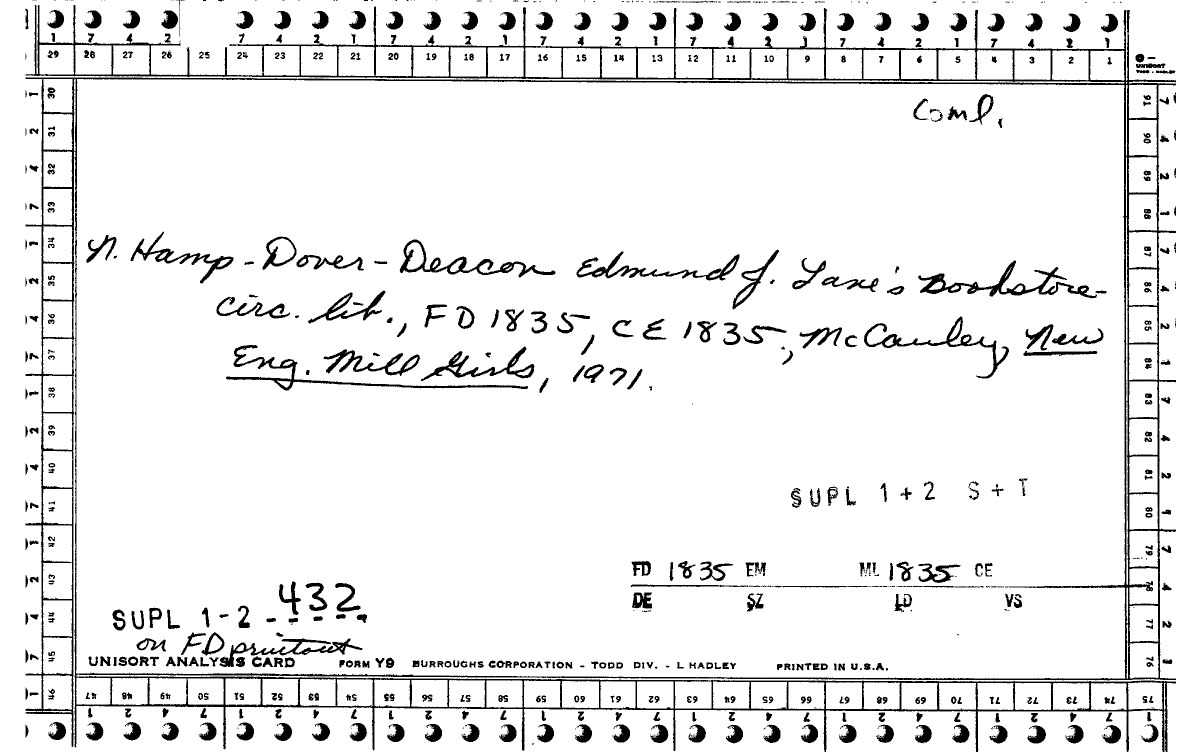 1 7 4 2 7 4 2 1 7 4 2 1 7 4 2 1 7 4 2 1 7 4 2 1 7 4 2 1
29 28 27 26 25 24 23 22 21 20 19 18 17 16 15 14 13 12 11 10 9 8 7 6 5 4 3 2 1
UNISORT
TODD - HADLEY
Coml.
N. Hamp - Dover - Deacon Edmund J. Lane's Bookstore -
circ. lib., FD 1835, CE 1835, McCauley, New
Eng. Mill Girls, 1971.
SUPL 1+2 S+T
FD 1835 EM ML 1835 CE
DE SZ LD VS
SUPL 1-2 432
on FD printout
UNISORT ANALYSIS CARD FORM Y9 BURROUGHS CORPORATION - TODD DIV. - L HADLEY PRINTED IN U.S.A.
30 31 32 33 34 35 36 37 38 39 40 41 42 43 44 45 46
91 90 89 88 87 86 85 84 83 82 81 80 79 78 77 76
47 48 49 50 51 52 53 54 55 56 57 58 59 60 61 62 63 64 65 66 67 68 69 70 71 72 73 74 75
1 2 4 7 1 2 4 7 1 2 4 7 1 2 4 7 1 2 4 7 1 2 4 7 1 2 4 7 1